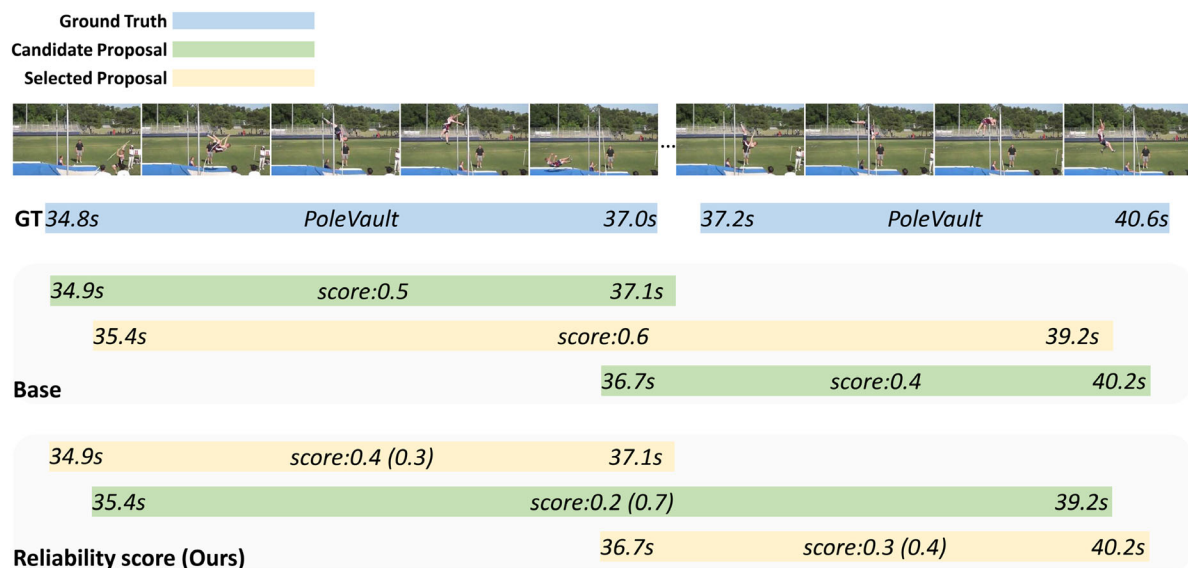 Ground Truth
Candidate Proposal
Selected Proposal
...
GT 34.8s PoleVault 37.0s 37.2s PoleVault 40.6s
34.9s score:0.5 37.1s
35.4s score:0.6 39.2s
36.7s score:0.4 40.2s
Base
34.9s score:0.4 (0.3) 37.1s
35.4s score:0.2 (0.7) 39.2s
36.7s score:0.3 (0.4) 40.2s
Reliability score (Ours)